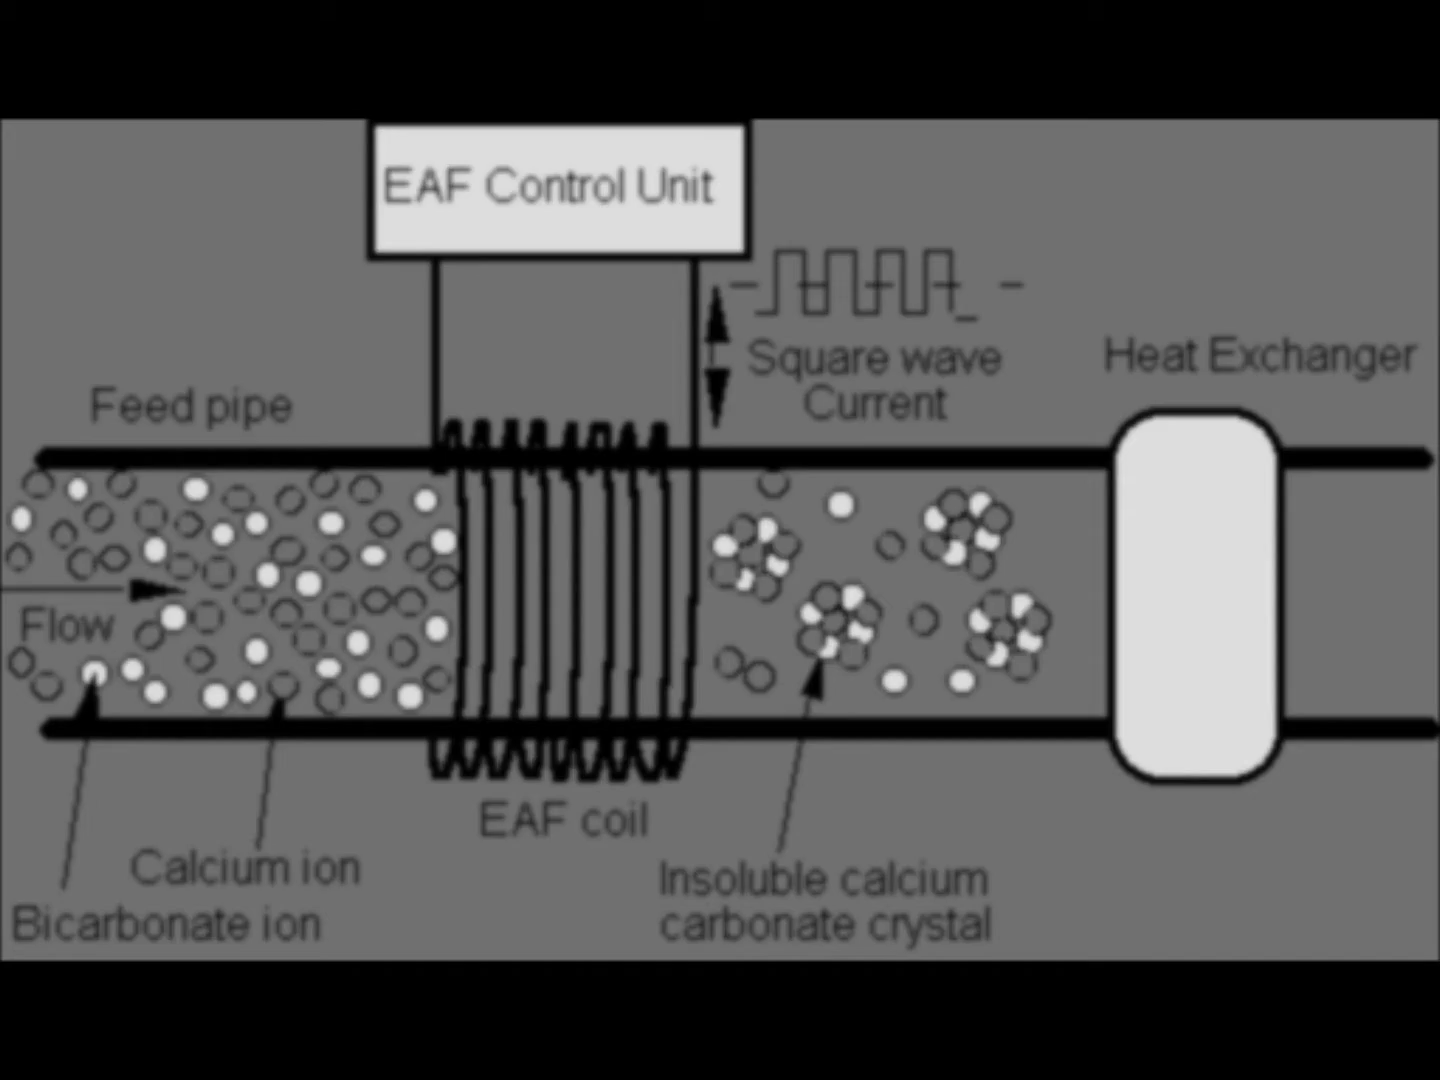 EAF Control Unit
Square wave
Current
Heat Exchanger
Feed pipe
Flow
EAF coil
Calcium ion
Bicarbonate ion
Insoluble calcium
carbonate crystal